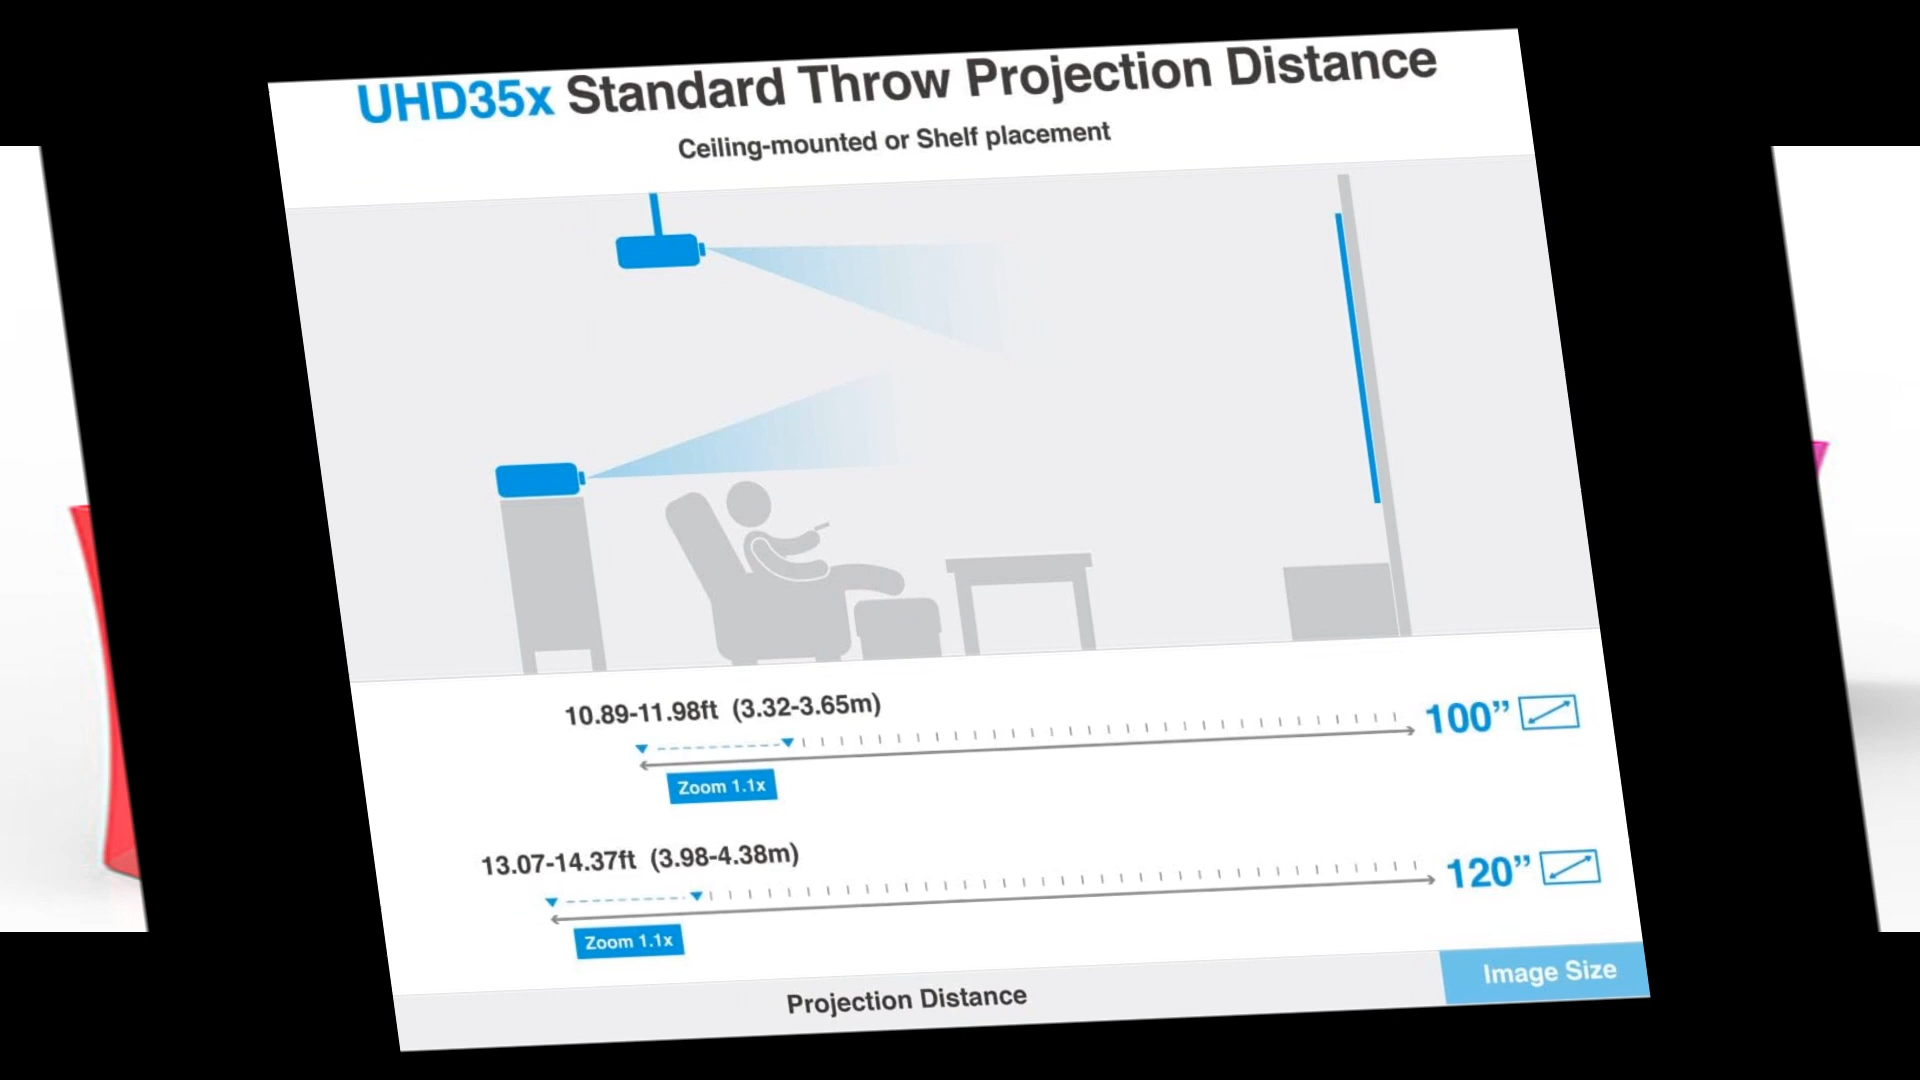 UHD35x Standard Throw Projection Distance
Ceiling-mounted or Shelf placement
10.89-11.98ft (3.32-3.65m)
100”
Zoom 1.1x
13.07-14.37ft (3.98-4.38m)
120”
Zoom 1.1x
Projection Distance
Image Size